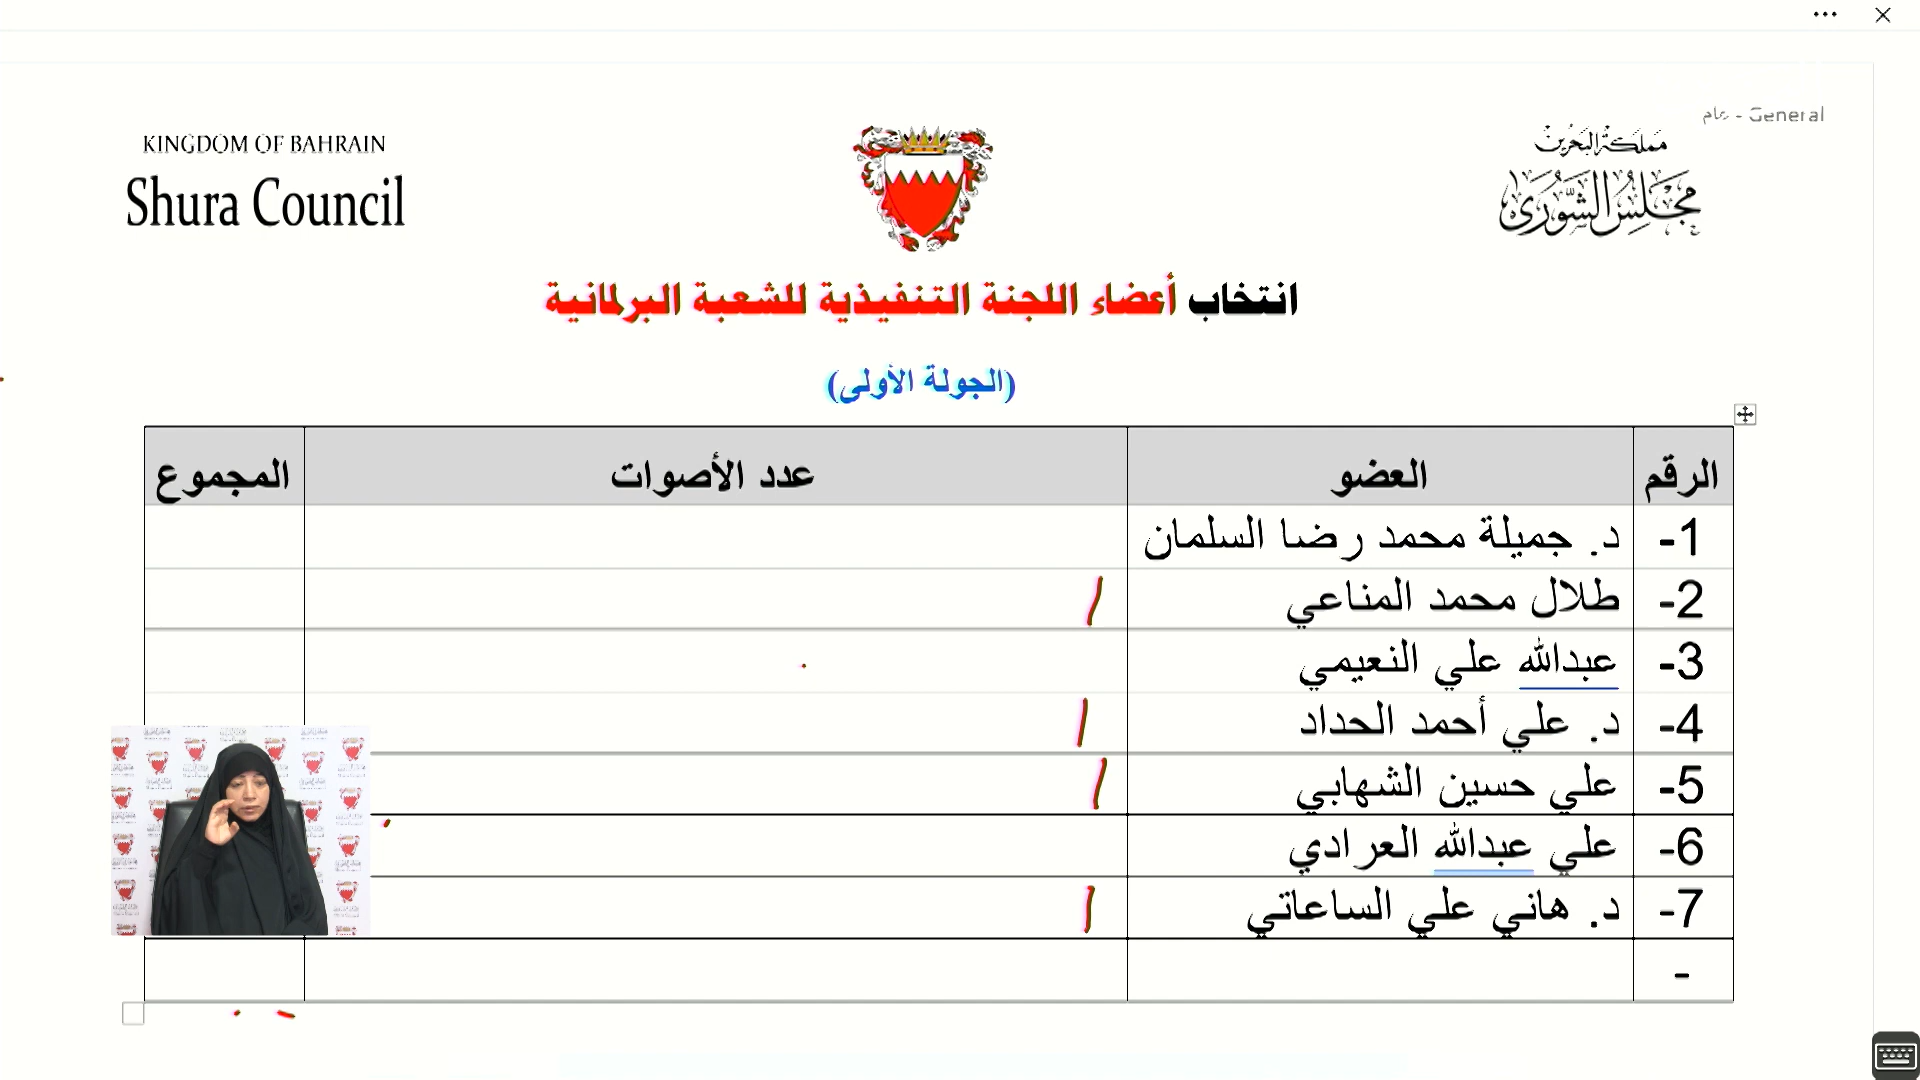 General - عام
KINGDOM OF BAHRAIN
Shura Council
مملكة البحرين
مجلس الشورى
انتخاب أعضاء اللجنة التنفيذية للشعبة البرلمانية
(الجولة الأولى)
الرقم العضو عدد الأصوات المجموع
1- د. جميلة محمد رضا السلمان
2- طلال محمد المناعي /
3- عبدالله علي النعيمي
4- د. علي أحمد الحداد /
5- علي حسين الشهابي /
6- علي عبدالله العرادي
7- د. هاني علي الساعاتي /
-